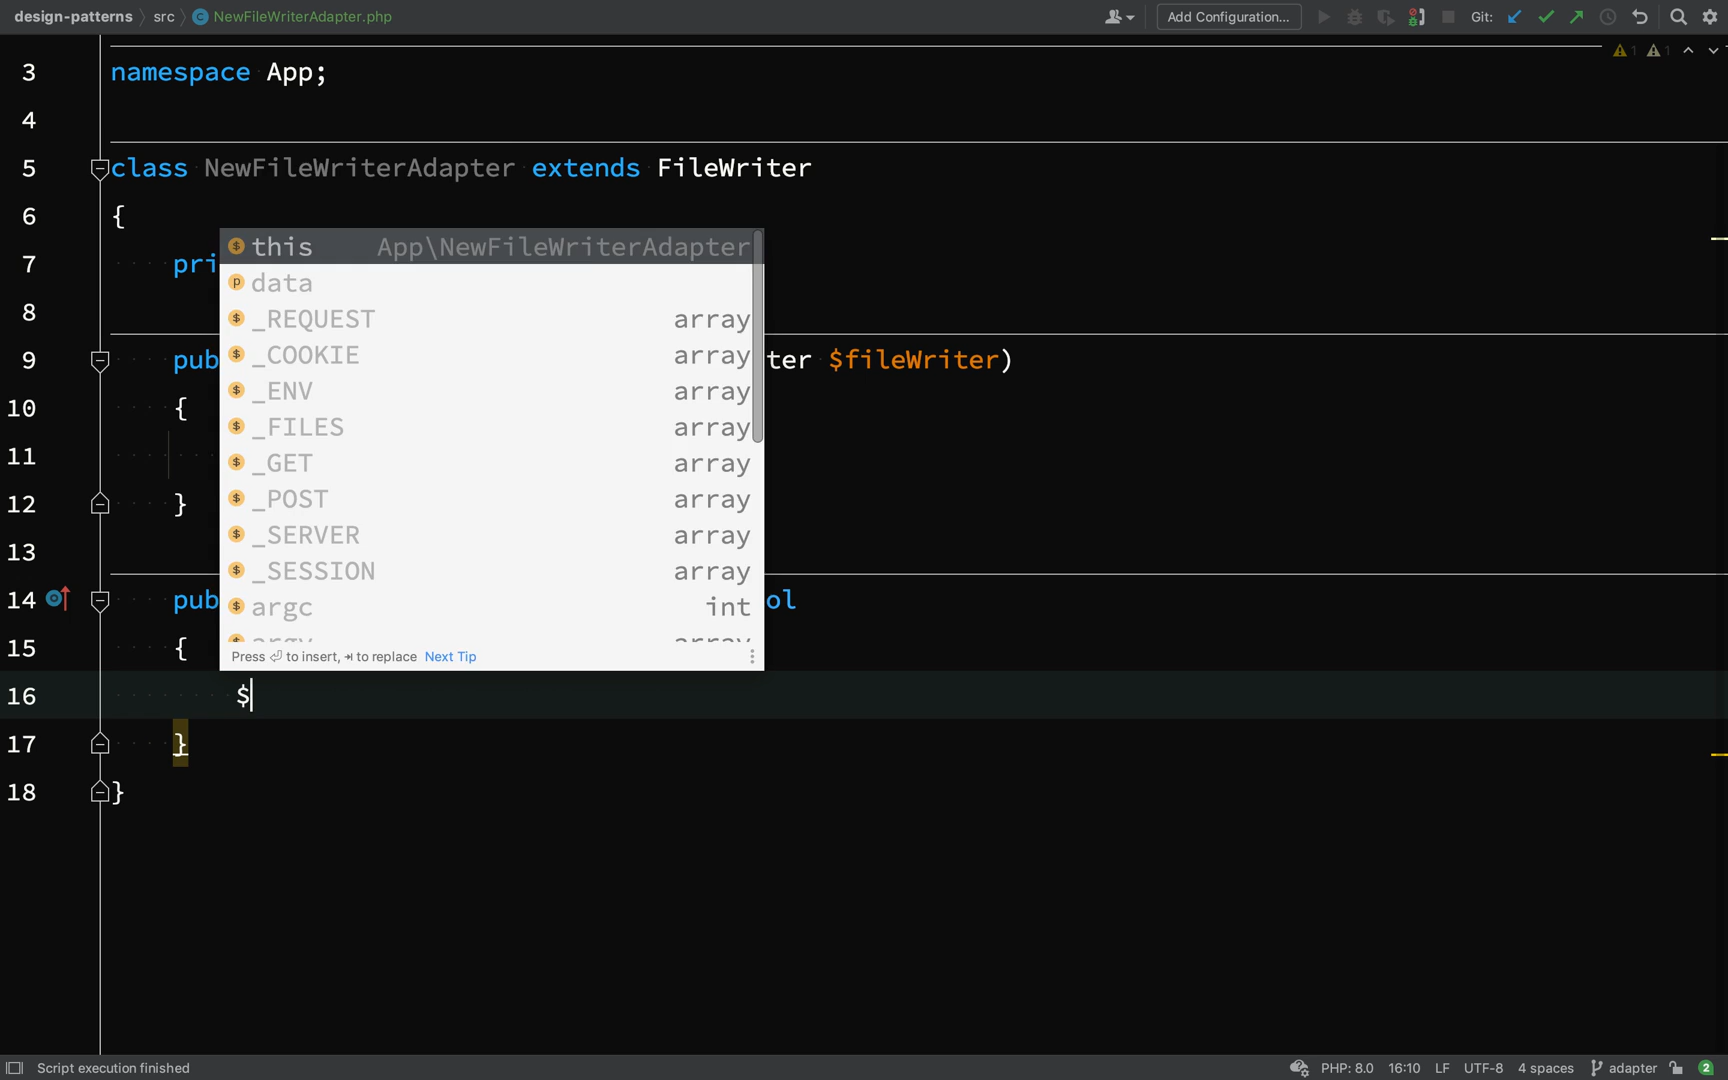 design-patterns src NewFileWriterAdapter.php Add Configuration... Git:
1 1
3 namespace App;
4
5 class NewFileWriterAdapter extends FileWriter
6 {
7 pri
8
9 pub ter $fileWriter)
10 {
11
12 }
13
14 pub ol
15 {
16 $
17 }
18 }
this App\NewFileWriterAdapter
data
_REQUEST array
_COOKIE array
_ENV array
_FILES array
_GET array
_POST array
_SERVER array
_SESSION array
argc int
argv array
Press ⏎ to insert, ⇥ to replace Next Tip
Script execution finished PHP: 8.0 16:10 LF UTF-8 4 spaces adapter 2